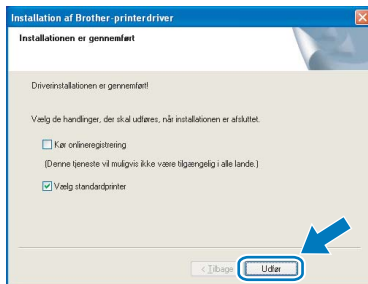 Installation af Brother-printerdriver
Installationen er gennemført
Driverinstallationen er gennemført!
Vælg de handlinger, der skal udføres, når installationen er afsluttet.
Kør onlineregistrering
(Denne tjeneste vil muligvis ikke være tilgængelig i alle lande.)
Vælg standardprinter
< Tilbage
Udfør